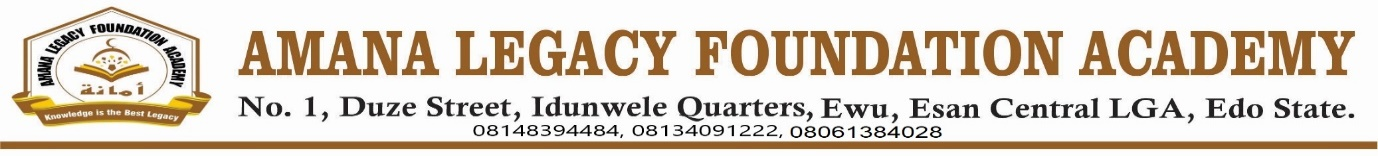 AMANA LEGACY FOUNDATION ACADEMY
أمانة
Knowledge is the Best Legacy
AMANA LEGACY FOUNDATION ACADEMY
No. 1, Duze Street, Idunwele Quarters, Ewu, Esan Central LGA, Edo State.
08148394484, 08134091222, 08061384028